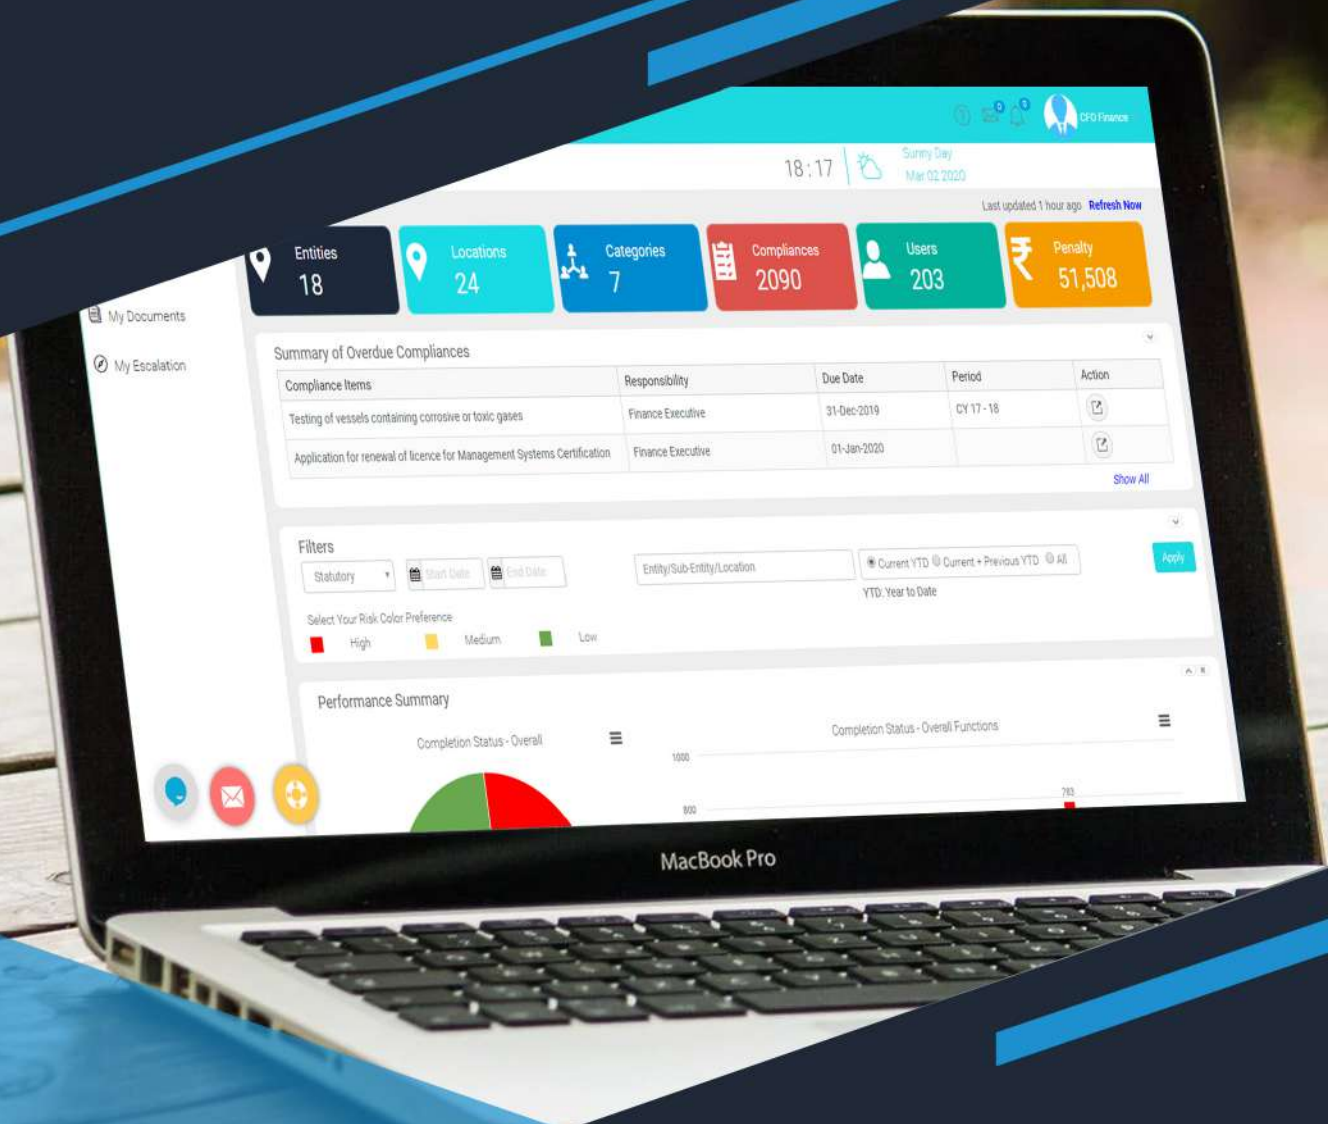 CFO Finance
18:17
Sunny Day
Mar 02 2020
Last updated 1 hour ago Refresh Now
Entities
18
Locations
24
Categories
7
Compliances
2090
Users
203
₹
Penalty
51,508
My Documents
My Escalation
Summary of Overdue Compliances
Compliance Items Responsibility Due Date Period Action
Testing of vessels containing corrosive or toxic gases Finance Executive 31-Dec-2019 CY 17 - 18
Application for renewal of licence for Management Systems Certification Finance Executive 01-Jan-2020
Show All
Filters
Statutory Start Date End Date Entity/Sub-Entity/Location Current YTD Current + Previous YTD All Apply
YTD: Year to Date
Select Your Risk Color Preference
High Medium Low
Performance Summary
Completion Status - Overall
Completion Status - Overall Functions
1000
800
783
MacBook Pro